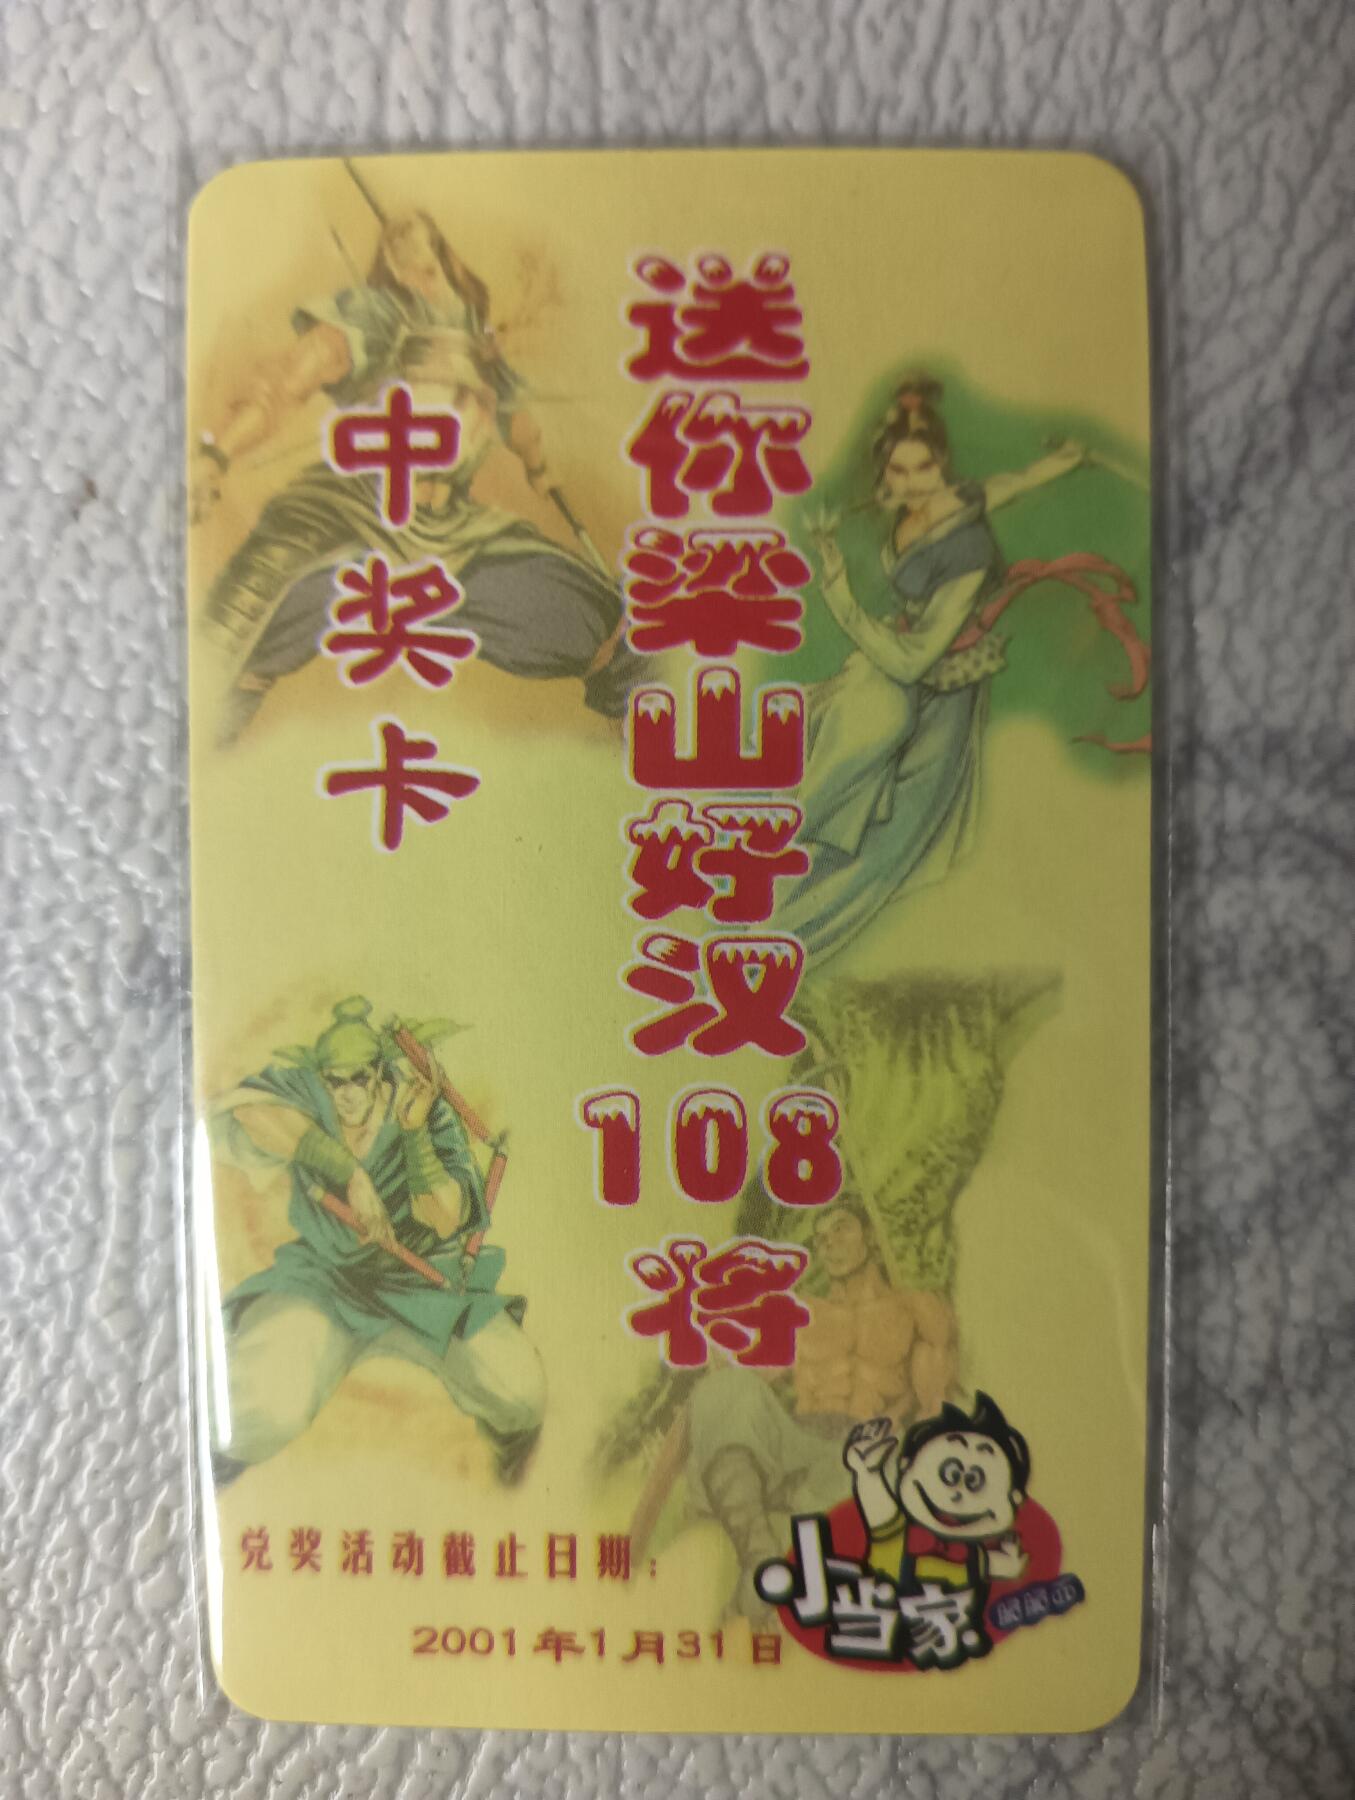 送你梁山好汉108将
中奖卡
兑奖活动截止日期：
2001年1月31日
小当家